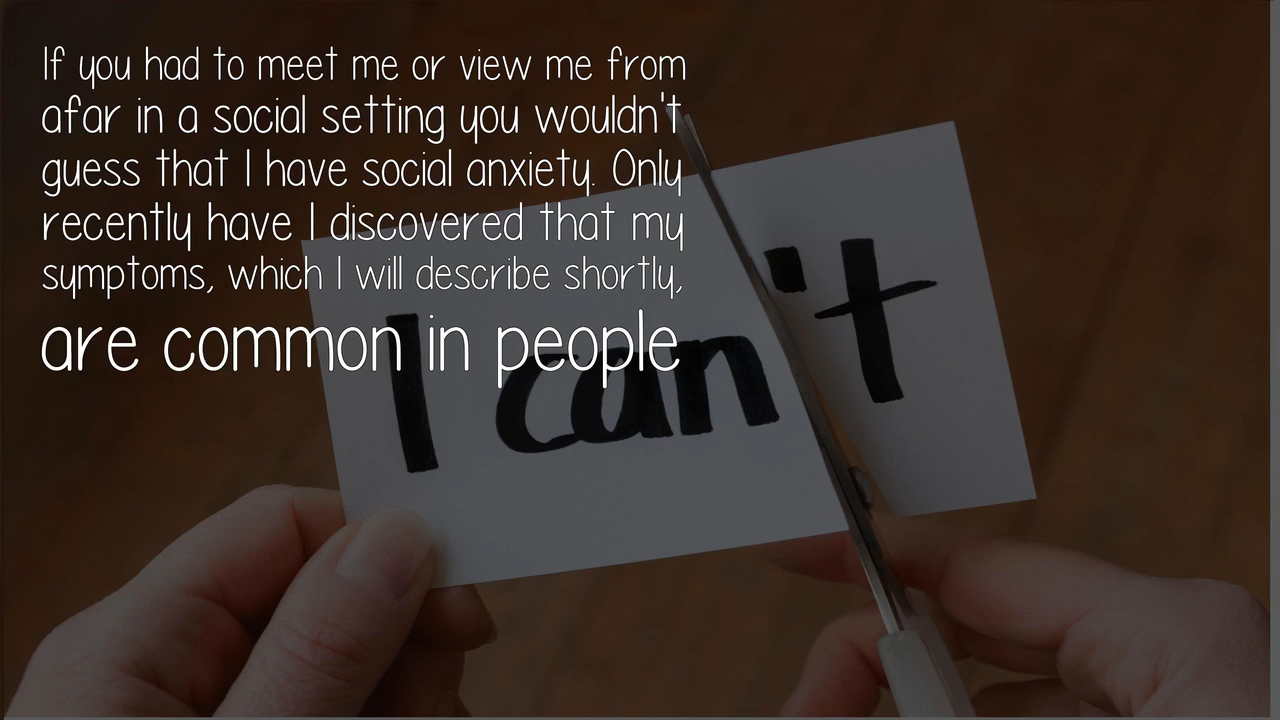 If you had to meet me or view me from
afar in a social setting you wouldn't
guess that I have social anxiety. Only
recently have I discovered that my
symptoms, which I will describe shortly,
are common in people
I can't